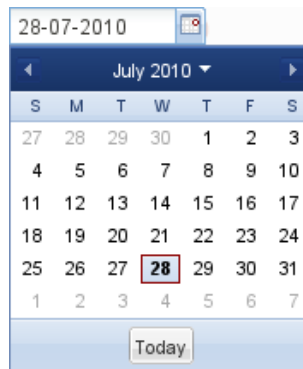 28-07-2010
July 2010
S M T W T F S
27 28 29 30 1 2 3
4 5 6 7 8 9 10
11 12 13 14 15 16 17
18 19 20 21 22 23 24
25 26 27 28 29 30 31
1 2 3 4 5 6 7
Today